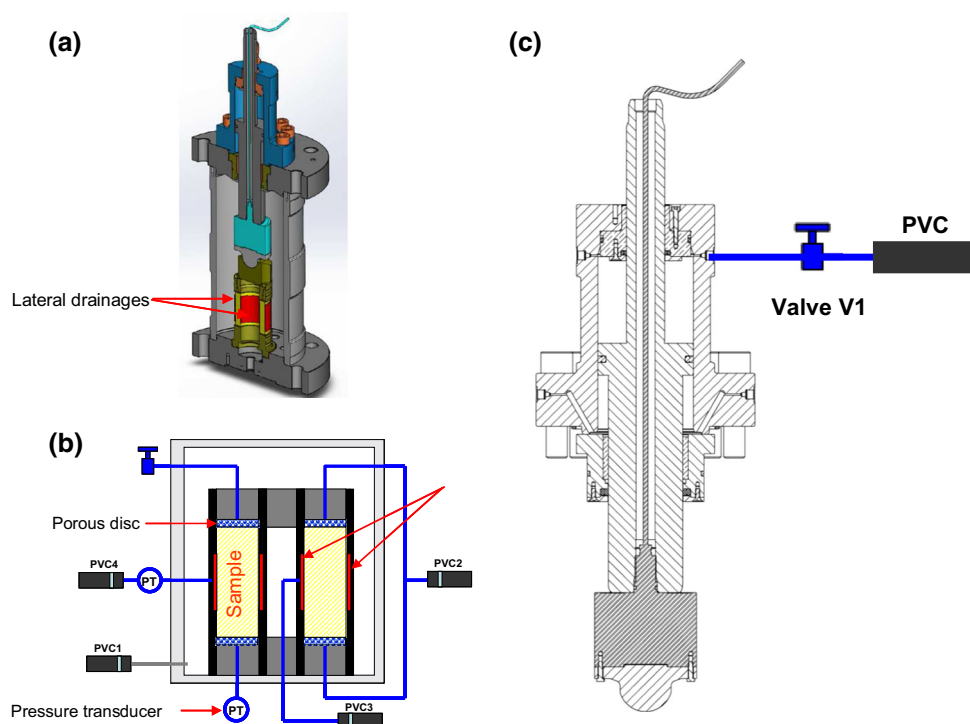 (a)
Lateral drainages
(b)
Porous disc
Sample
PVC4
PT
PVC2
PVC1
Pressure transducer
PT
PVC3
(c)
PVC
Valve V1